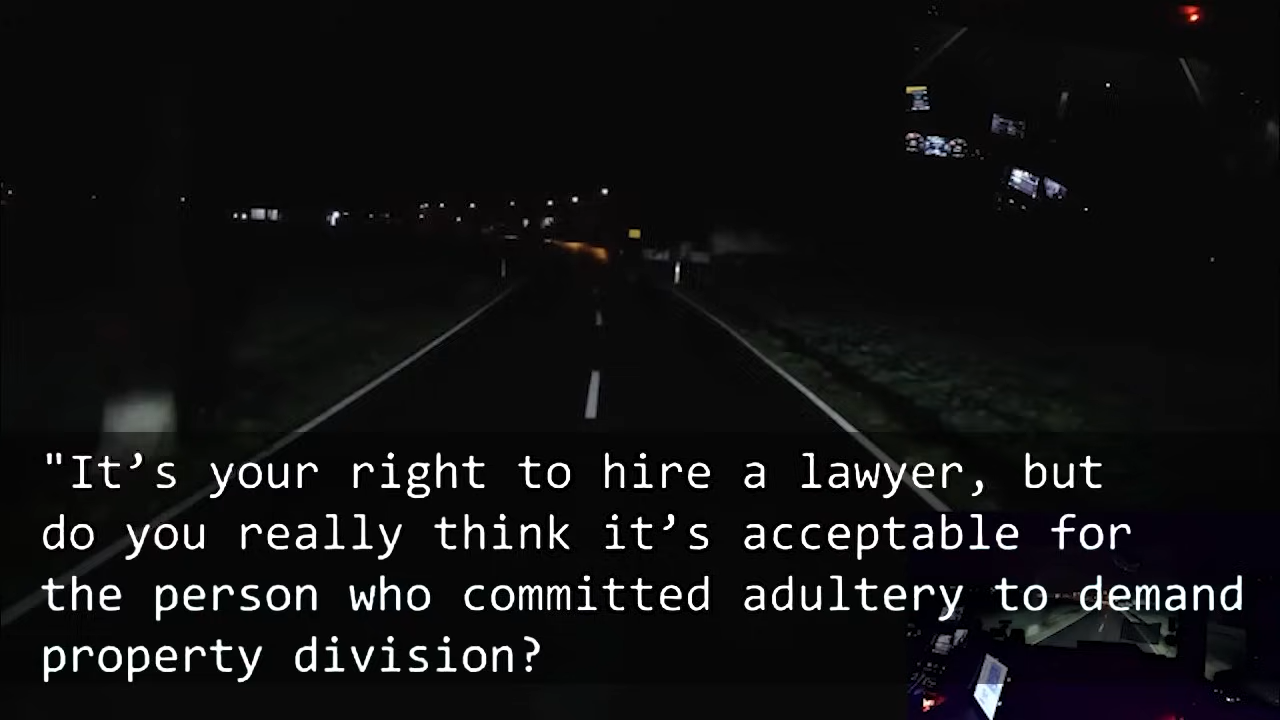 "It’s your right to hire a lawyer, but
do you really think it’s acceptable for
the person who committed adultery to demand
property division?